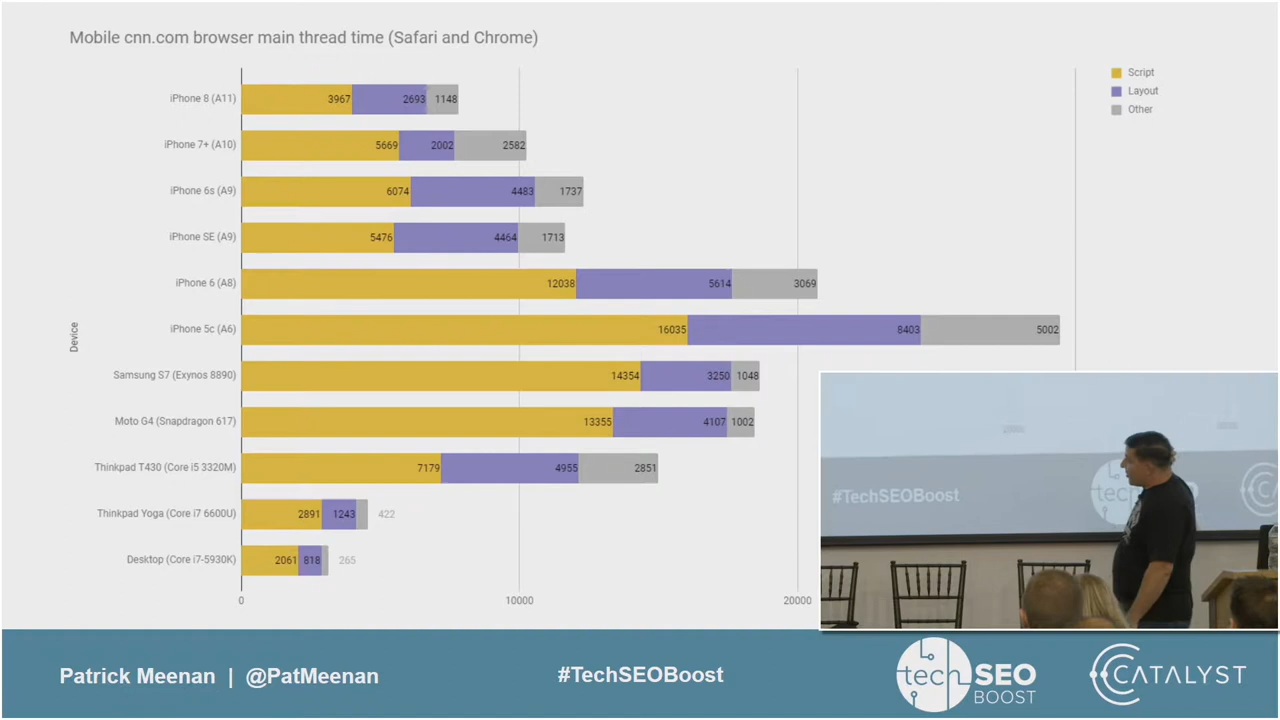 Mobile cnn.com browser main thread time (Safari and Chrome)
Script
Layout
Other
Device
iPhone 8 (A11) 3967 2693 1148
iPhone 7+ (A10) 5669 2002 2582
iPhone 6s (A9) 6074 4483 1737
iPhone SE (A9) 5476 4464 1713
iPhone 6 (A8) 12038 5614 3069
iPhone 5c (A6) 16035 8403 5002
Samsung S7 (Exynos 8890) 14354 3250 1048
Moto G4 (Snapdragon 617) 13355 4107 1002
Thinkpad T430 (Core i5 3320M) 7179 4955 2851
Thinkpad Yoga (Core i7 6600U) 2891 1243 422
Desktop (Core i7-5930K) 2061 818 265
0 10000 20000
#TechSEOBoost
tech
Patrick Meenan | @PatMeenan
#TechSEOBoost
tech SEO
BOOST
CATALYST